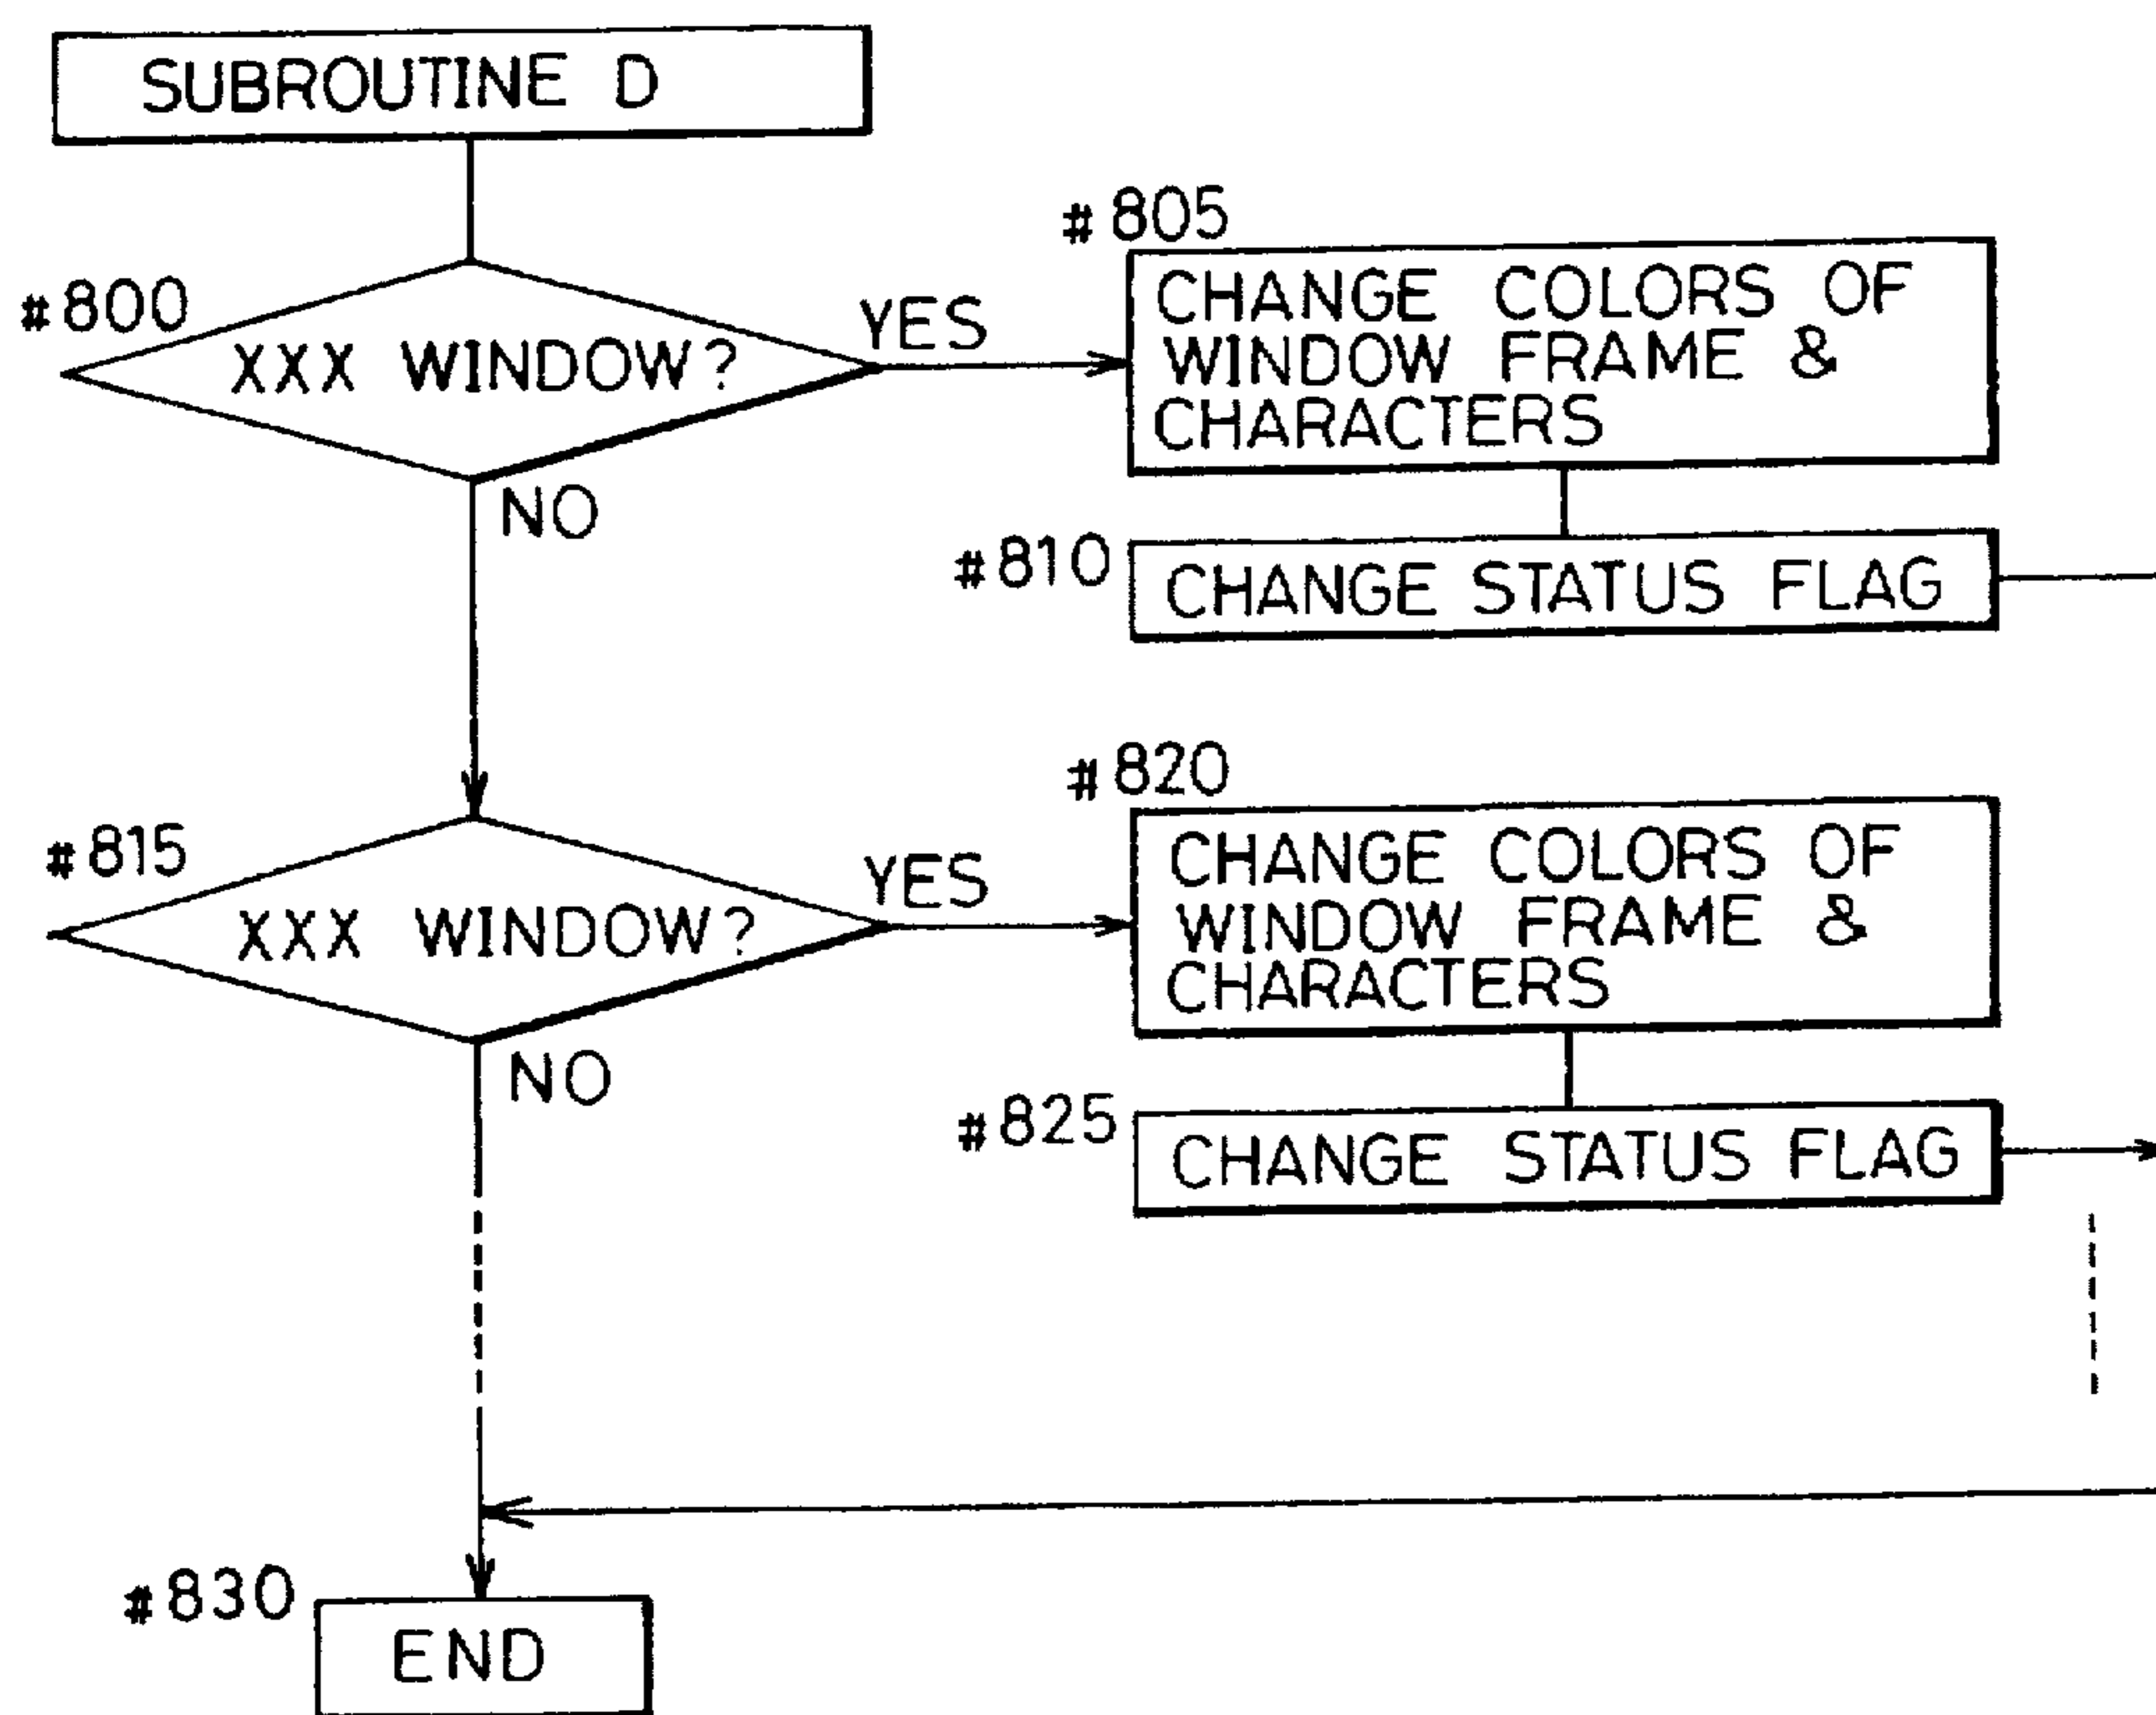 SUBROUTINE D
#800
XXX WINDOW?
YES
NO
#805
CHANGE COLORS OF
WINDOW FRAME &
CHARACTERS
#810
CHANGE STATUS FLAG
#815
XXX WINDOW?
YES
NO
#820
CHANGE COLORS OF
WINDOW FRAME &
CHARACTERS
#825
CHANGE STATUS FLAG
#830
END